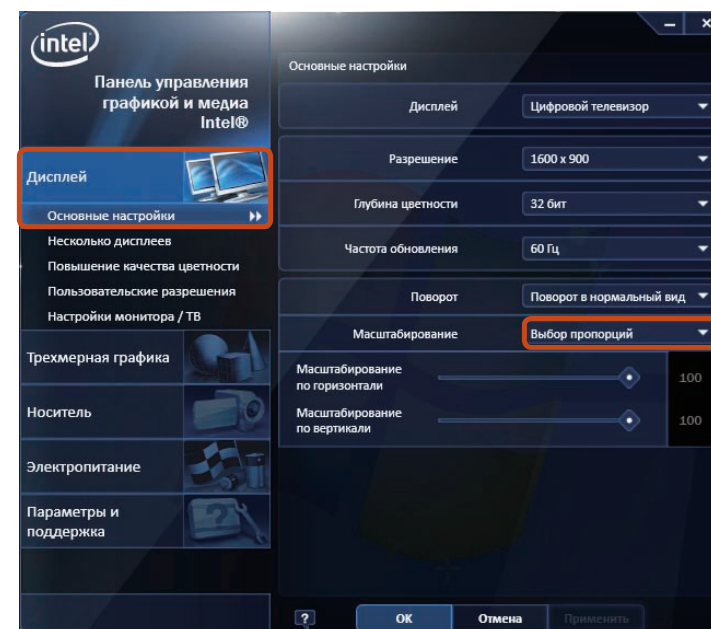 intel
Панель управления
графикой и медиа
Intel®
Дисплей
Основные настройки
Несколько дисплеев
Повышение качества цветности
Пользовательские разрешения
Настройки монитора / ТВ
Трехмерная графика
Носитель
Электропитание
Параметры и
поддержка
Основные настройки
Дисплей
Цифровой телевизор
Разрешение
1600 x 900
Глубина цветности
32 бит
Частота обновления
60 Гц
Поворот
Поворот в нормальный вид
Масштабирование
Выбор пропорций
Масштабирование
по горизонтали
100
Масштабирование
по вертикали
100
?
ОК
Отмена
Применить